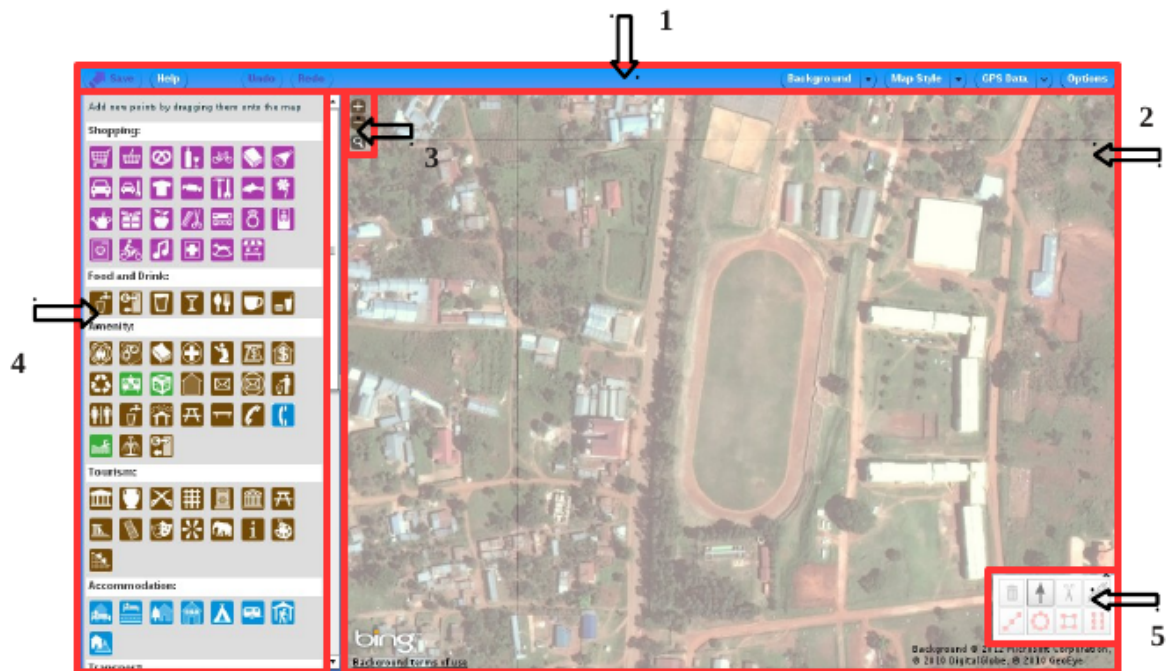 1
Save Help Undo Redo Background Map Style GPS Data Options
Add new points by dragging them onto the map
Shopping:
2
3
Food and Drink:
4
Amenity:
Tourism:
Accommodation:
Transport:
5
bing
Background terms of use
Background © 2012 Microsoft Corporation,
© 2010 DigitalGlobe, © 2010 GeoEye